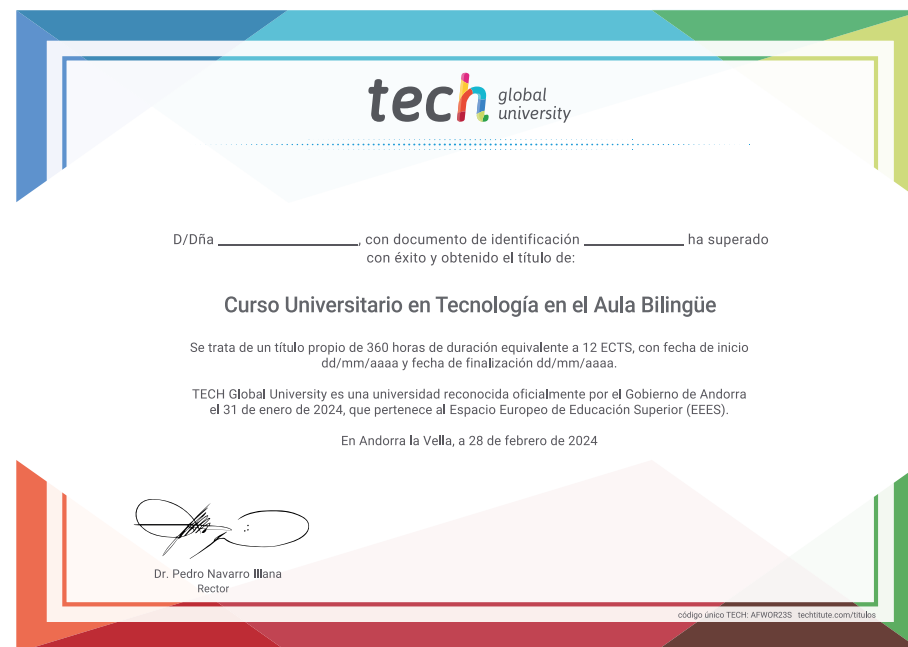 tech global university
D/Dña ____________________, con documento de identificación ______________ ha superado
con éxito y obtenido el título de:
Curso Universitario en Tecnología en el Aula Bilingüe
Se trata de un título propio de 360 horas de duración equivalente a 12 ECTS, con fecha de inicio
dd/mm/aaaa y fecha de finalización dd/mm/aaaa.
TECH Global University es una universidad reconocida oficialmente por el Gobierno de Andorra
el 31 de enero de 2024, que pertenece al Espacio Europeo de Educación Superior (EEES).
En Andorra la Vella, a 28 de febrero de 2024
Dr. Pedro Navarro Illana
Rector
código único TECH: AFWOR23S techtitute.com/titulos